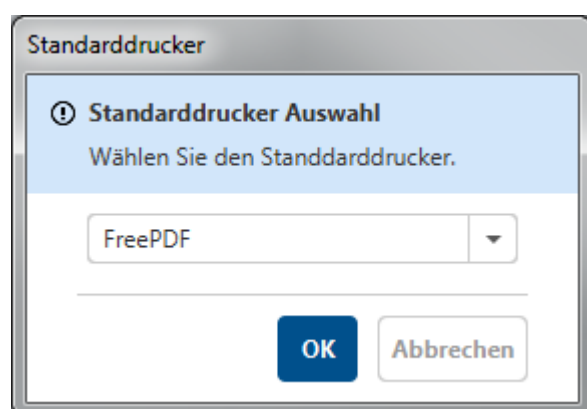 Standarddrucker
Standarddrucker Auswahl
Wählen Sie den Standdarddrucker.
FreePDF
OK
Abbrechen